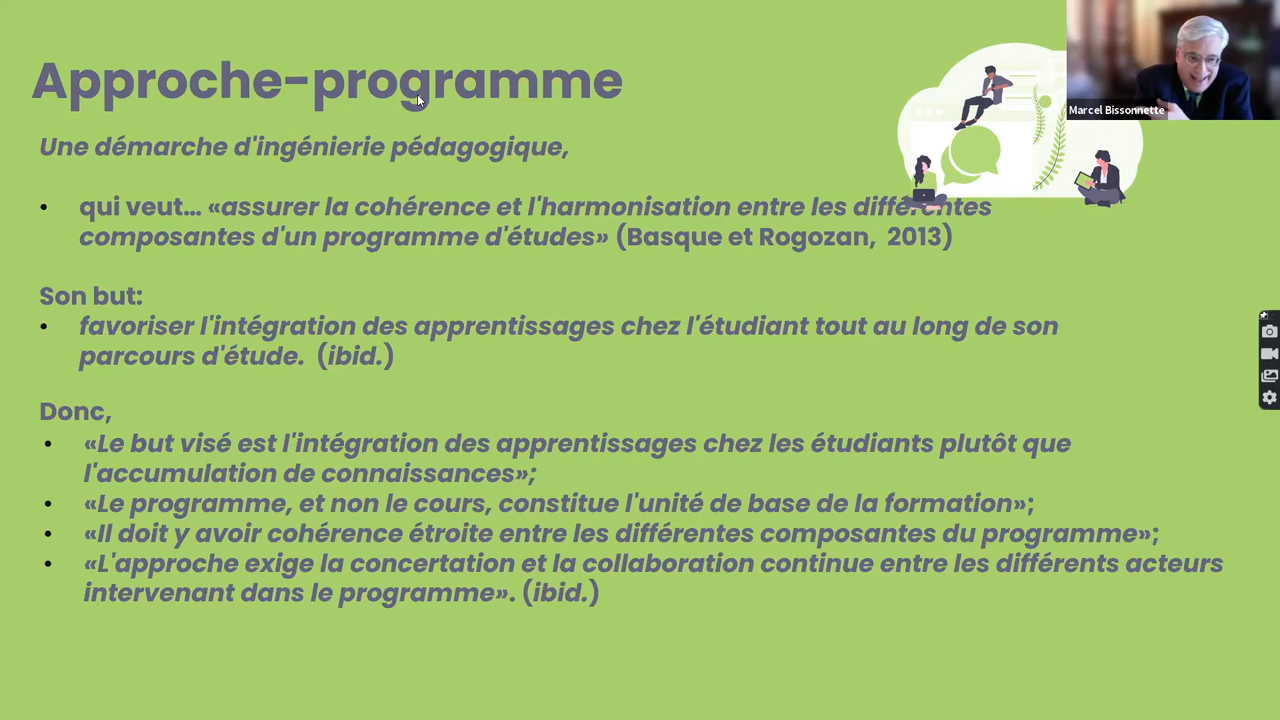 Approche-programme
Marcel Bissonnette
Une démarche d'ingénierie pédagogique,
• qui veut... «assurer la cohérence et l'harmonisation entre les différentes
composantes d'un programme d'études» (Basque et Rogozan, 2013)
Son but:
• favoriser l'intégration des apprentissages chez l'étudiant tout au long de son
parcours d'étude. (ibid.)
Donc,
• «Le but visé est l'intégration des apprentissages chez les étudiants plutôt que
l'accumulation de connaissances»;
• «Le programme, et non le cours, constitue l'unité de base de la formation»;
• «Il doit y avoir cohérence étroite entre les différentes composantes du programme»;
• «L'approche exige la concertation et la collaboration continue entre les différents acteurs
intervenant dans le programme». (ibid.)